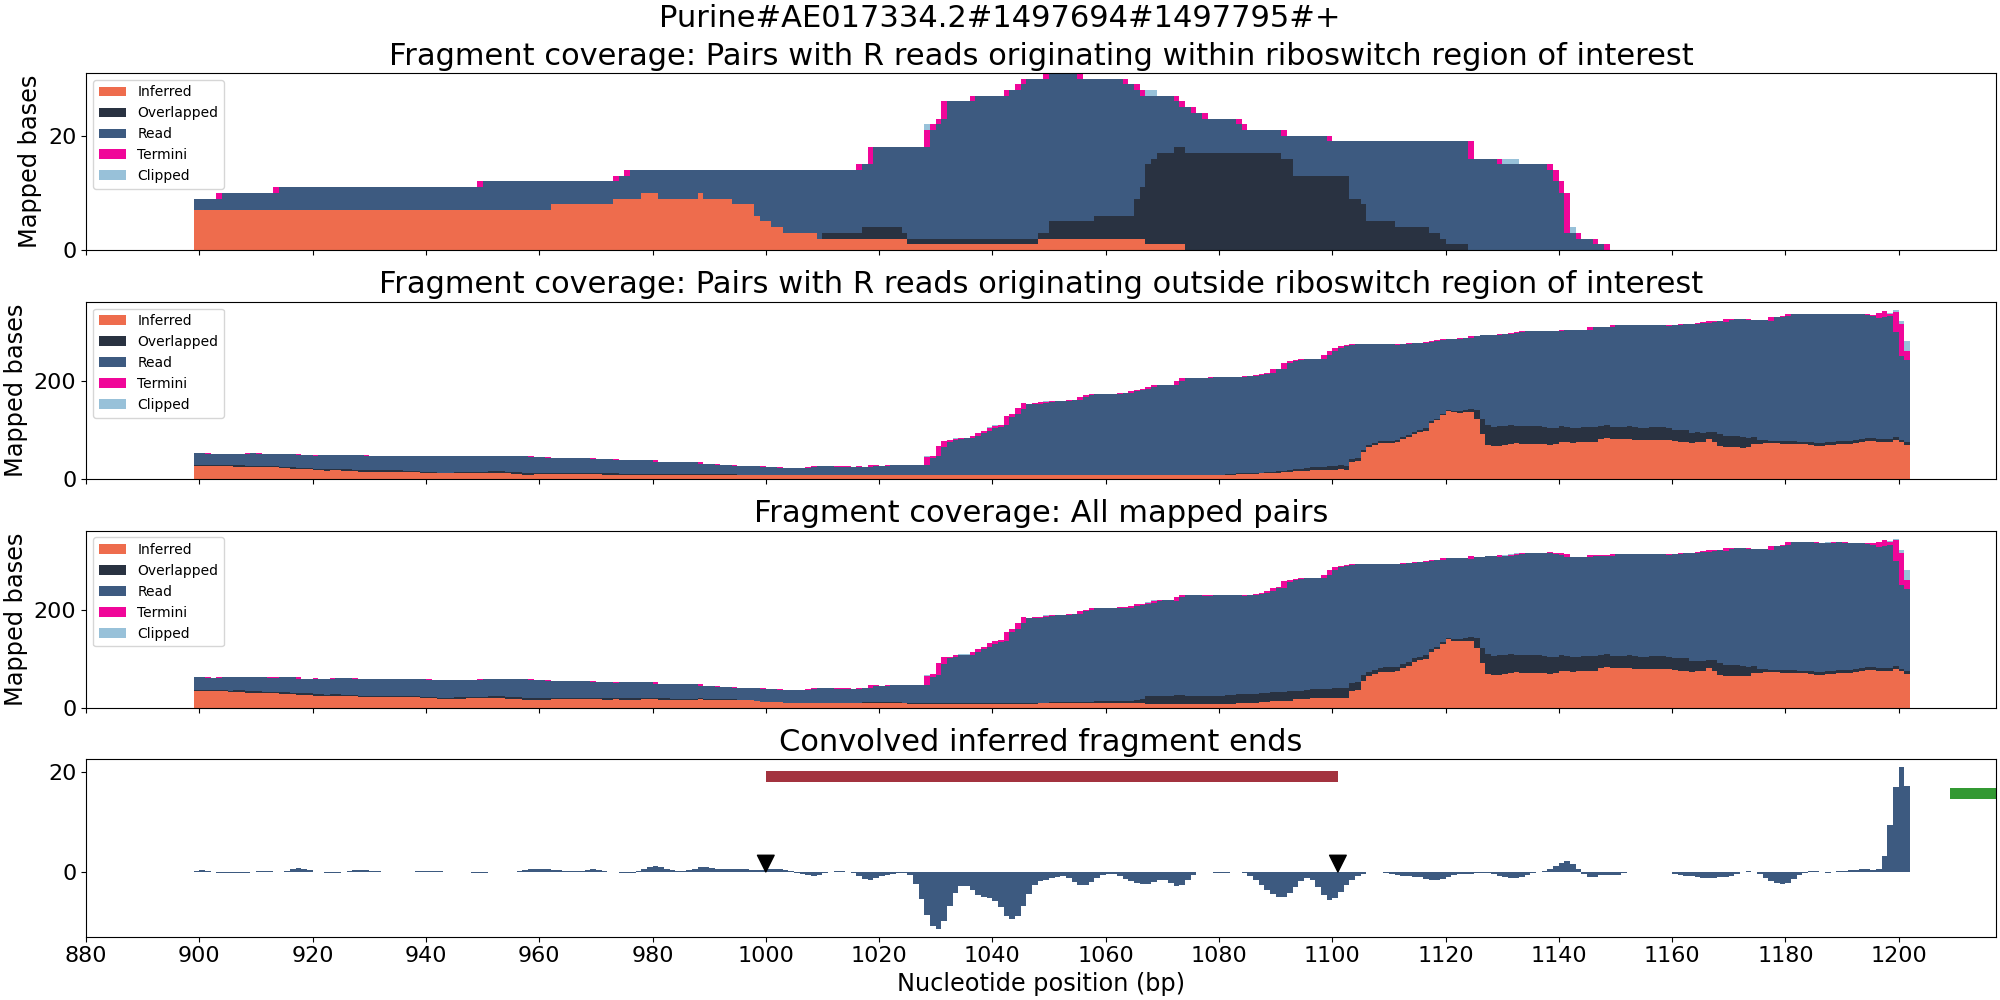 Purine#AE017334.2#1497694#1497795#+
Fragment coverage: Pairs with R reads originating within riboswitch region of interest
Mapped bases
20
0
Inferred
Overlapped
Read
Termini
Clipped
Fragment coverage: Pairs with R reads originating outside riboswitch region of interest
Mapped bases
200
0
Inferred
Overlapped
Read
Termini
Clipped
Fragment coverage: All mapped pairs
Mapped bases
200
0
Inferred
Overlapped
Read
Termini
Clipped
Convolved inferred fragment ends
20
0
880 900 920 940 960 980 1000 1020 1040 1060 1080 1100 1120 1140 1160 1180 1200
Nucleotide position (bp)